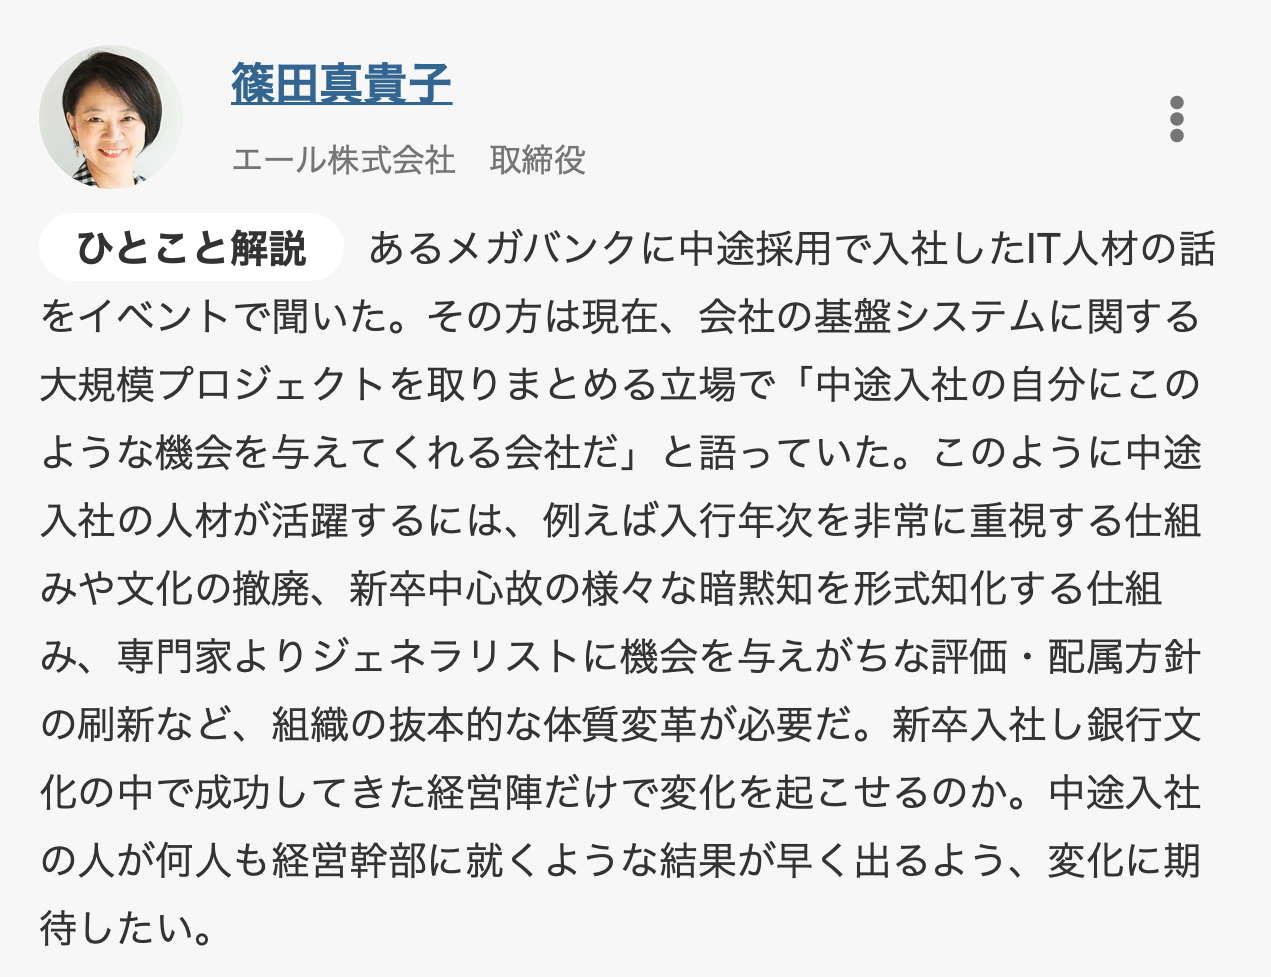 篠田真貴子
エール株式会社　取締役
ひとこと解説　あるメガバンクに中途採用で入社したIT人材の話
をイベントで聞いた。その方は現在、会社の基盤システムに関する
大規模プロジェクトを取りまとめる立場で「中途入社の自分にこの
ような機会を与えてくれる会社だ」と語っていた。このように中途
入社の人材が活躍するには、例えば入行年次を非常に重視する仕組
みや文化の撤廃、新卒中心故の様々な暗黙知を形式知化する仕組
み、専門家よりジェネラリストに機会を与えがちな評価・配属方針
の刷新など、組織の抜本的な体質変革が必要だ。新卒入社し銀行文
化の中で成功してきた経営陣だけで変化を起こせるのか。中途入社
の人が何人も経営幹部に就くような結果が早く出るよう、変化に期
待したい。